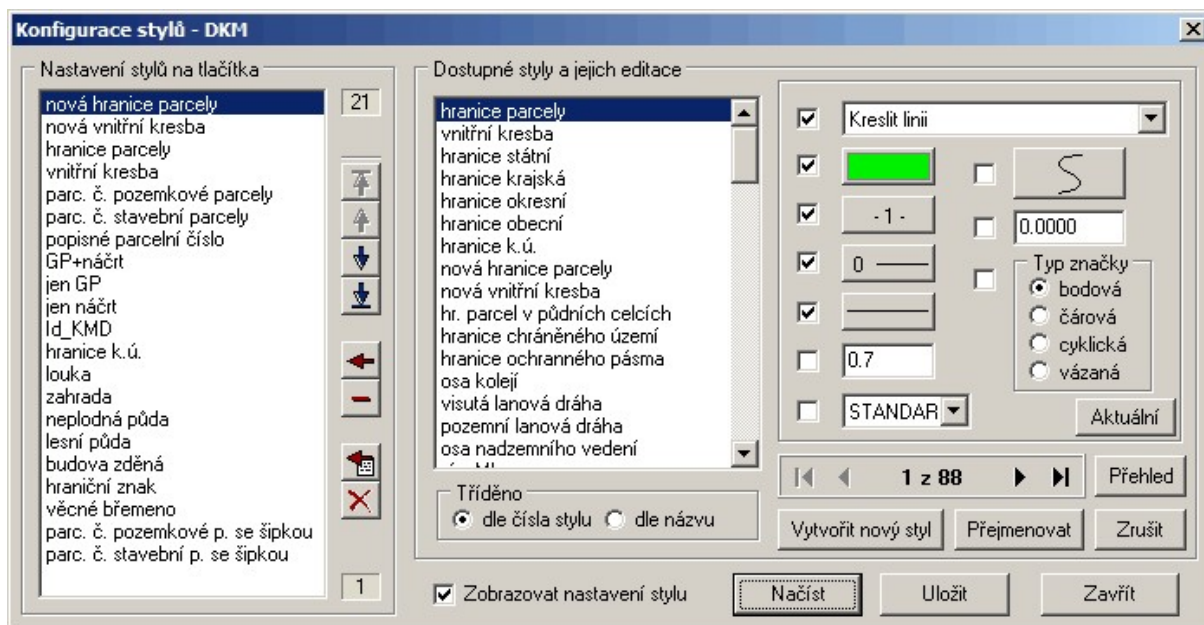 Konfigurace stylů - DKM
Nastavení stylů na tlačítka
nová hranice parcely
nová vnitřní kresba
hranice parcely
vnitřní kresba
parc. č. pozemkové parcely
parc. č. stavební parcely
popisné parcelní číslo
GP+náčrt
jen GP
jen náčrt
Id_KMD
hranice k.ú.
louka
zahrada
neplodná půda
lesní půda
budova zděná
hraniční znak
věcné břemeno
parc. č. pozemkové p. se šipkou
parc. č. stavební p. se šipkou
21
1
Dostupné styly a jejich editace
hranice parcely
vnitřní kresba
hranice státní
hranice krajská
hranice okresní
hranice obecní
hranice k.ú.
nová hranice parcely
nová vnitřní kresba
hr. parcel v půdních celcích
hranice chráněného území
hranice ochranného pásma
osa kolejí
visutá lanová dráha
pozemní lanová dráha
osa nadzemního vedení
Tříděno
dle čísla stylu
dle názvu
Kreslit linii
- 1 -
0
0.7
STANDAR
0.0000
Typ značky
bodová
čárová
cyklická
vázaná
Aktuální
1 z 88
Přehled
Vytvořit nový styl
Přejmenovat
Zrušit
Zobrazovat nastavení stylu
Načíst
Uložit
Zavřít